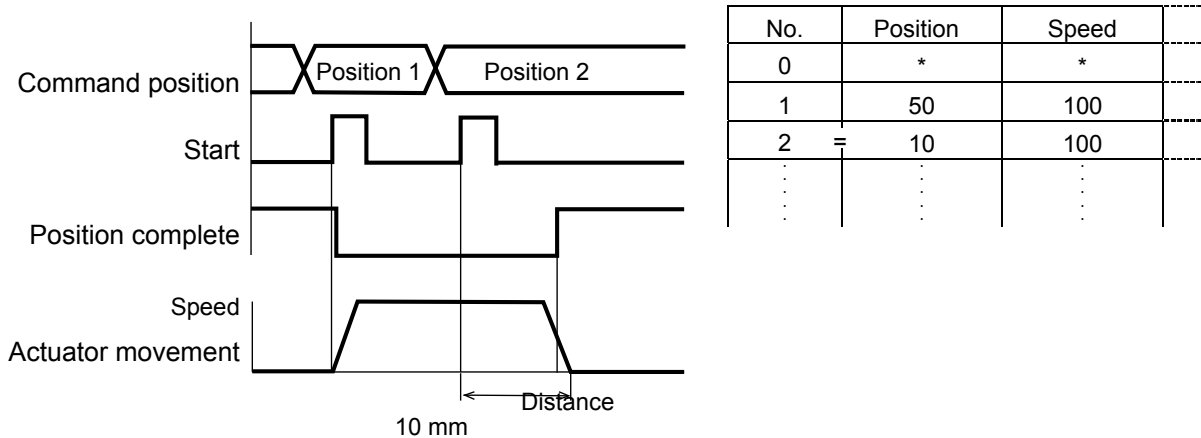 Command position
Position 1
Position 2
Start
Position complete
Speed
Actuator movement
Distance
10 mm
No. Position Speed
0 * *
1 50 100
2 = 10 100